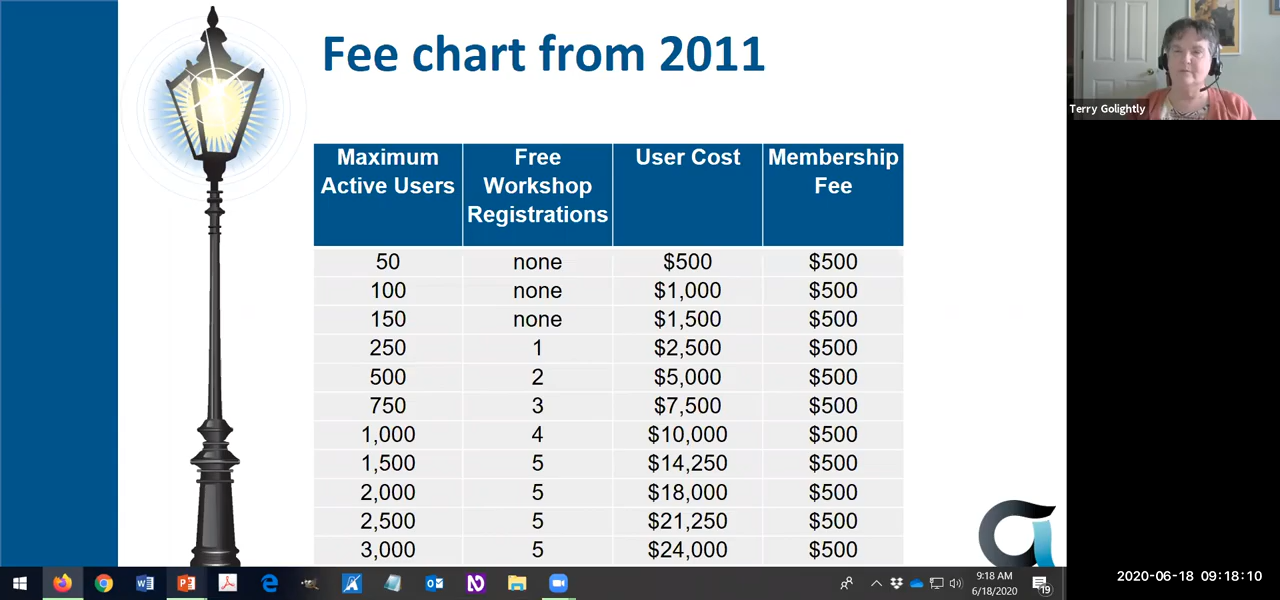 Fee chart from 2011
Terry Golightly
Maximum Active Users | Free Workshop Registrations | User Cost | Membership Fee
50 none $500 $500
100 none $1,000 $500
150 none $1,500 $500
250 1 $2,500 $500
500 2 $5,000 $500
750 3 $7,500 $500
1,000 4 $10,000 $500
1,500 5 $14,250 $500
2,000 5 $18,000 $500
2,500 5 $21,250 $500
3,000 5 $24,000 $500
9:18 AM
6/18/2020
19
2020-06-18 09:18:10